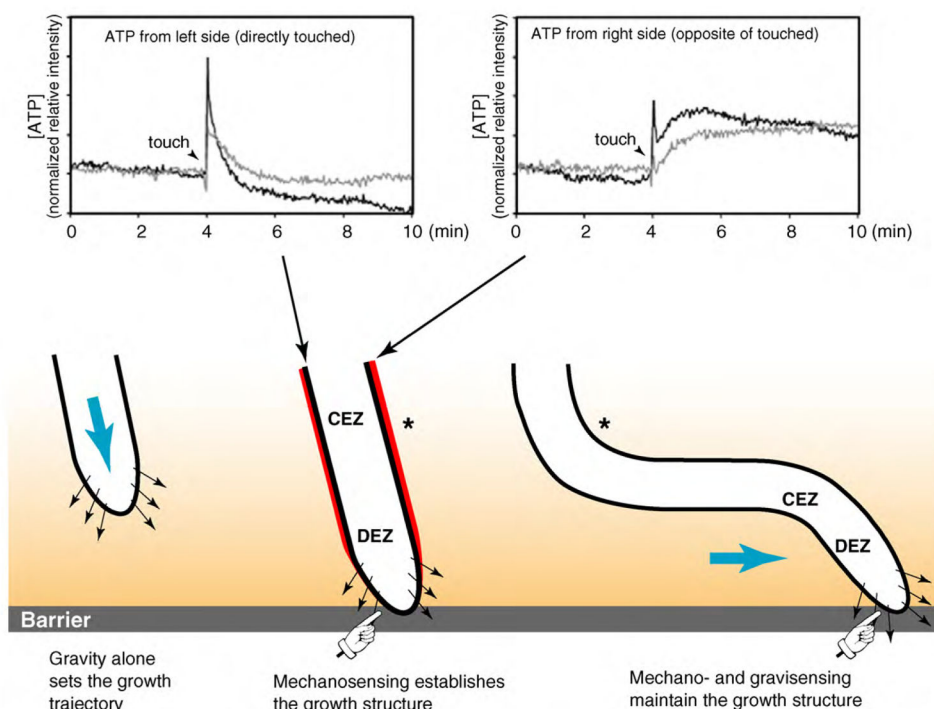 ATP from left side (directly touched)
[ATP]
(normalized relative intensity)
touch
0 2 4 6 8 10 (min)
ATP from right side (opposite of touched)
[ATP]
(normalized relative intensity)
touch
0 2 4 6 8 10 (min)
CEZ
*
DEZ
*
CEZ
DEZ
Barrier
Gravity alone
sets the growth
trajectory
Mechanosensing establishes
the growth structure
Mechano- and gravisensing
maintain the growth structure